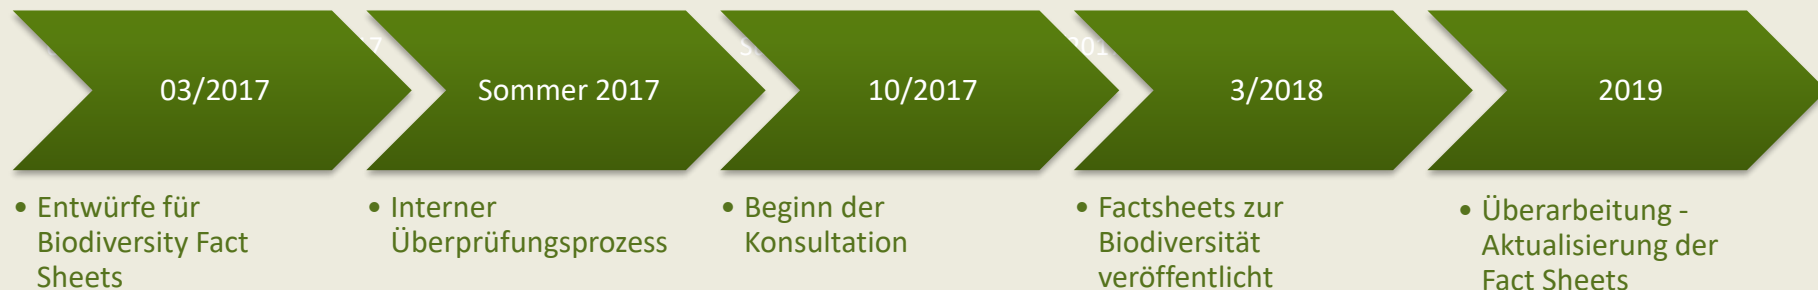 03/2017
Sommer 2017
10/2017
3/2018
2019
• Entwürfe für
Biodiversity Fact
Sheets
• Interner
Überprüfungsprozess
• Beginn der
Konsultation
• Factsheets zur
Biodiversität
veröffentlicht
• Überarbeitung -
Aktualisierung der
Fact Sheets